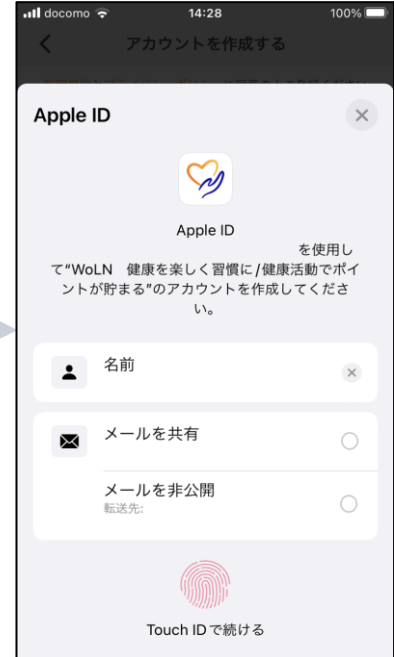 docomo 14:28 100%
アカウントを作成する
Apple ID
Apple ID
を使用し
て"WoLN 健康を楽しく習慣に/健康活動でポイ
ントが貯まる"のアカウントを作成してくださ
い。
名前
メールを共有
メールを非公開
転送先:
Touch IDで続ける